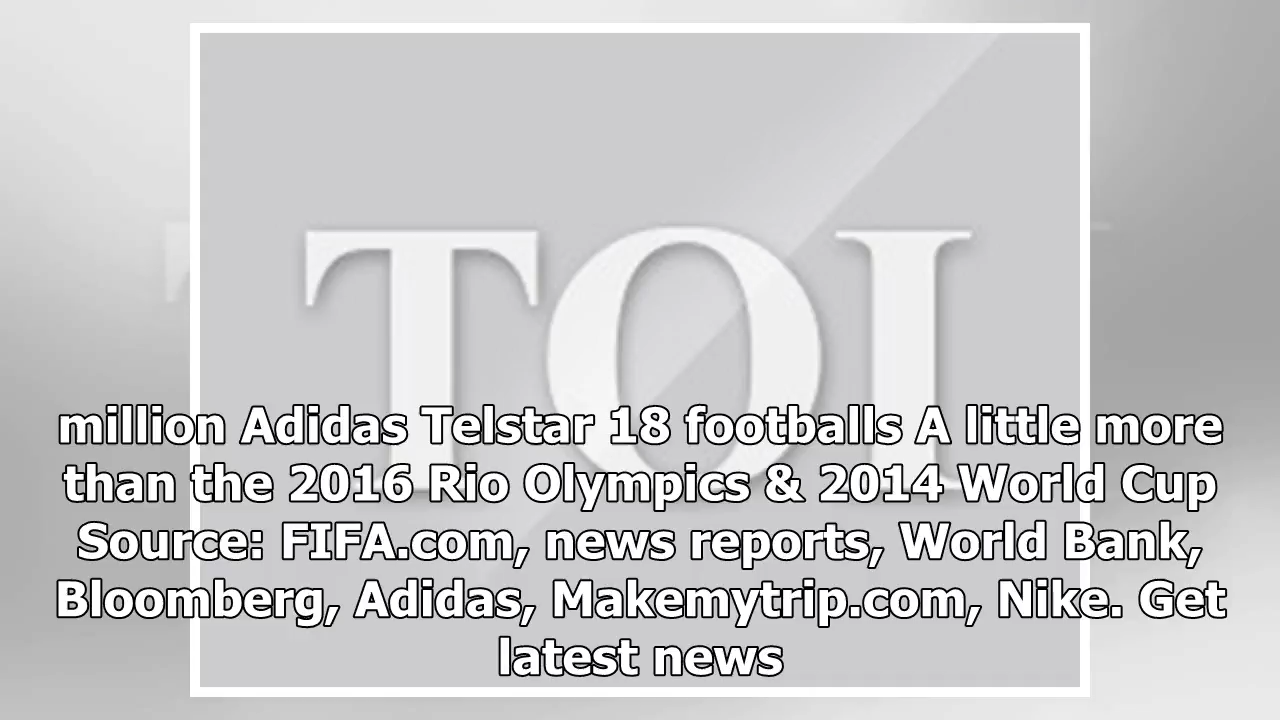 TOI
million Adidas Telstar 18 footballs A little more
than the 2016 Rio Olympics & 2014 World Cup
Source: FIFA.com, news reports, World Bank,
Bloomberg, Adidas, Makemytrip.com, Nike. Get
latest news